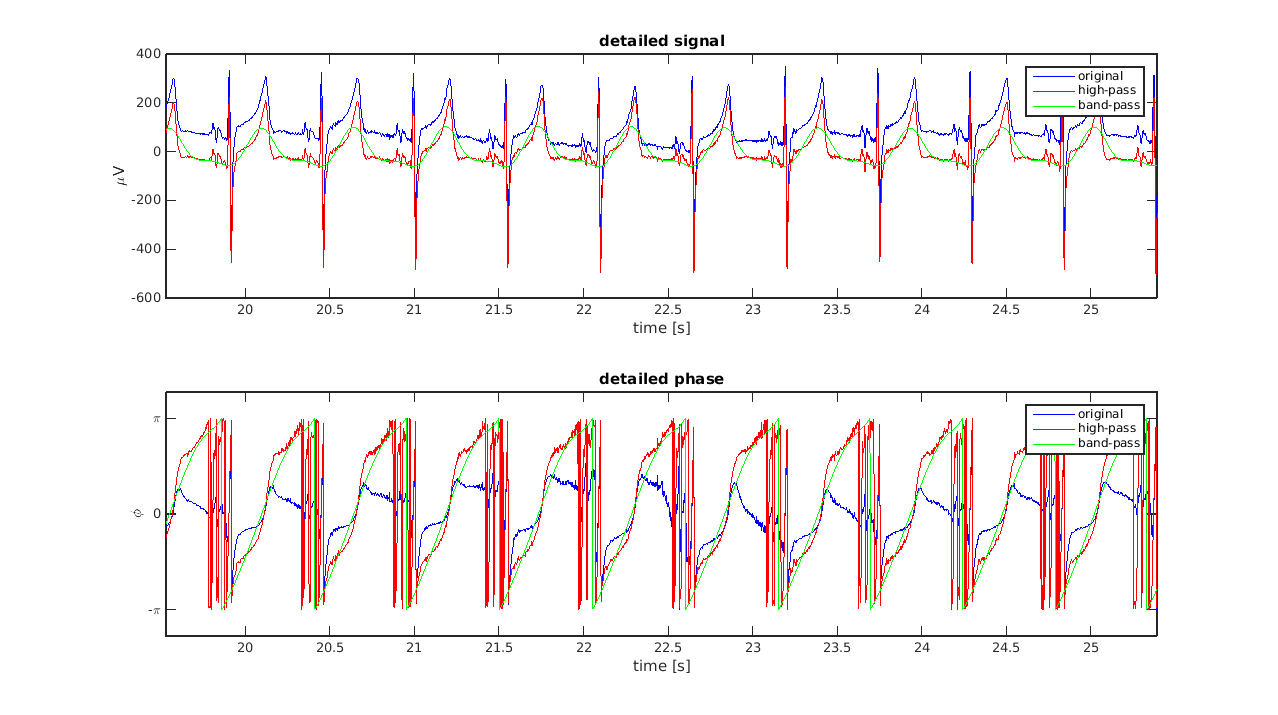 detailed signal
400
200
0
-200
-400
-600
μV
original
high-pass
band-pass
20
20.5
21
21.5
22
22.5
23
23.5
24
24.5
25
time [s]
detailed phase
π
0
-π
ϕ
original
high-pass
band-pass
20
20.5
21
21.5
22
22.5
23
23.5
24
24.5
25
time [s]